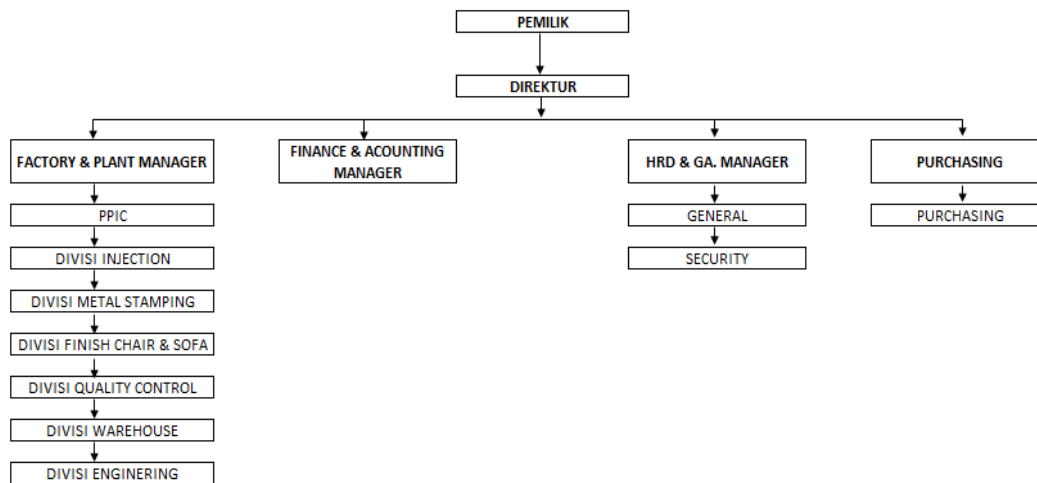 PEMILIK
DIREKTUR
FACTORY & PLANT MANAGER
FINANCE & ACOUNTING
MANAGER
HRD & GA. MANAGER
PURCHASING
PPIC
GENERAL
PURCHASING
DIVISI INJECTION
SECURITY
DIVISI METAL STAMPING
DIVISI FINISH CHAIR & SOFA
DIVISI QUALITY CONTROL
DIVISI WAREHOUSE
DIVISI ENGINERING